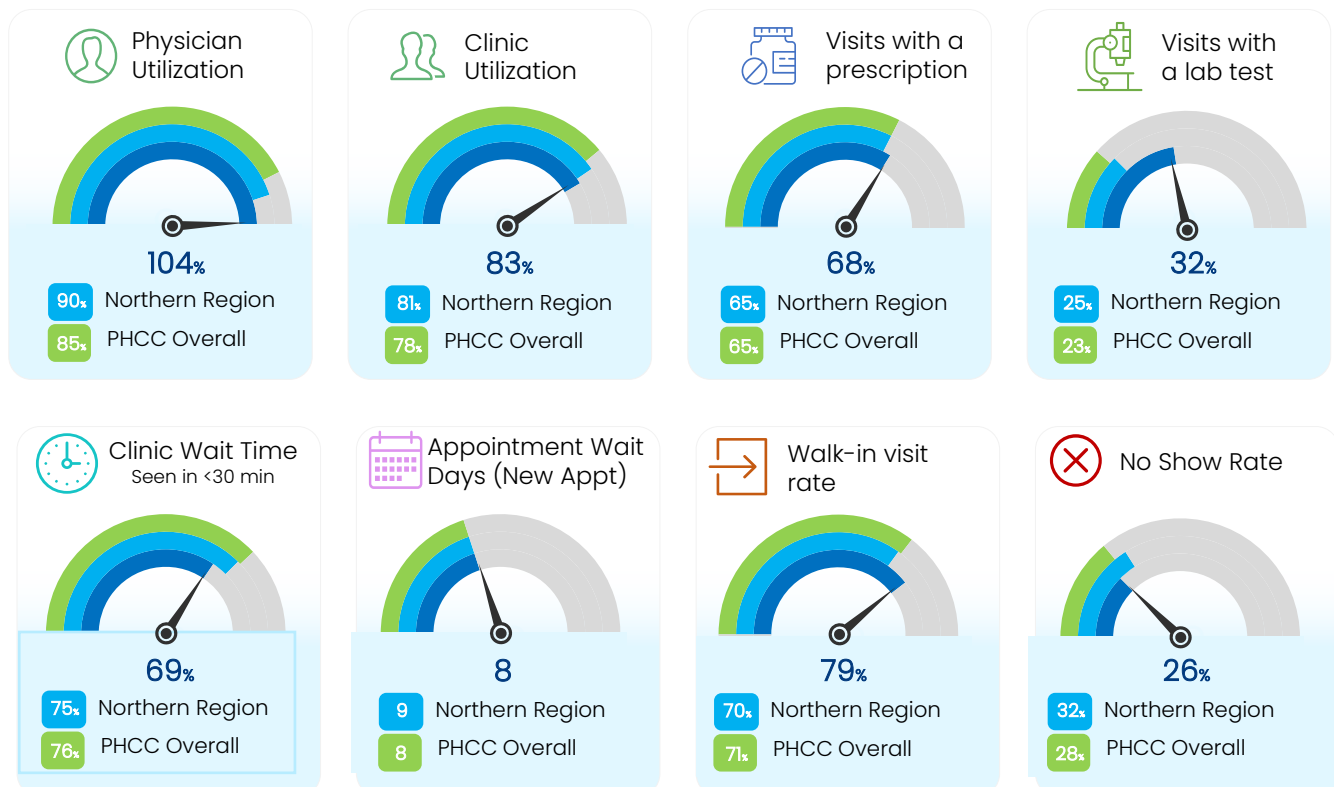 Physician
Utilization
104%
90% Northern Region
85% PHCC Overall
Clinic
Utilization
83%
81% Northern Region
78% PHCC Overall
Visits with a
prescription
68%
65% Northern Region
65% PHCC Overall
Visits with
a lab test
32%
25% Northern Region
23% PHCC Overall
Clinic Wait Time
Seen in <30 min
69%
75% Northern Region
76% PHCC Overall
Appointment Wait
Days (New Appt)
8
9 Northern Region
8 PHCC Overall
Walk-in visit
rate
79%
70% Northern Region
71% PHCC Overall
No Show Rate
26%
32% Northern Region
28% PHCC Overall